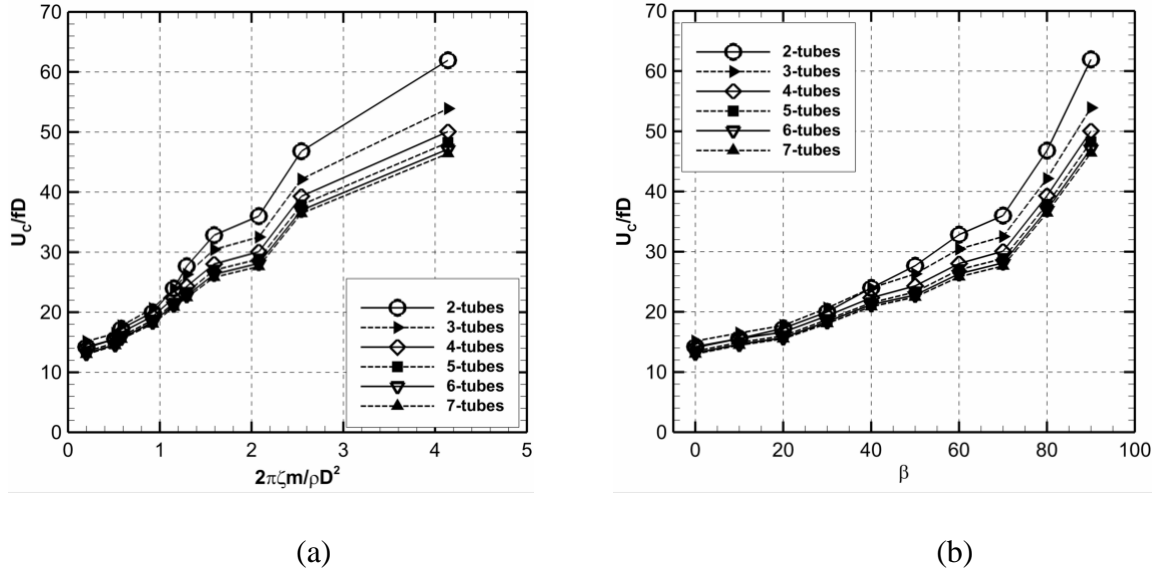 70
60
50
40
30
20
10
0
U_C/fD
0 1 2 3 4 5
2πζm/ρD²
2-tubes
3-tubes
4-tubes
5-tubes
6-tubes
7-tubes
(a)
70
60
50
40
30
20
10
0
U_C/fD
2-tubes
3-tubes
4-tubes
5-tubes
6-tubes
7-tubes
0 20 40 60 80 100
β
(b)